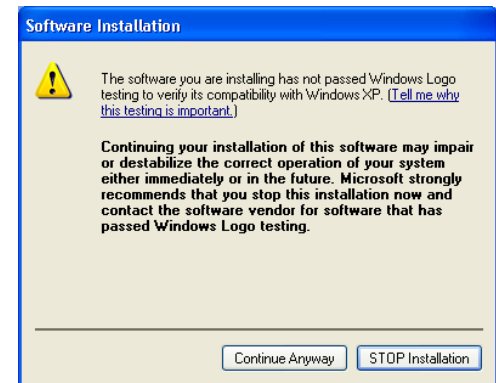 Software Installation
The software you are installing has not passed Windows Logo
testing to verify its compatibility with Windows XP. (Tell me why
this testing is important.)
Continuing your installation of this software may impair
or destabilize the correct operation of your system
either immediately or in the future. Microsoft strongly
recommends that you stop this installation now and
contact the software vendor for software that has
passed Windows Logo testing.
Continue Anyway
STOP Installation